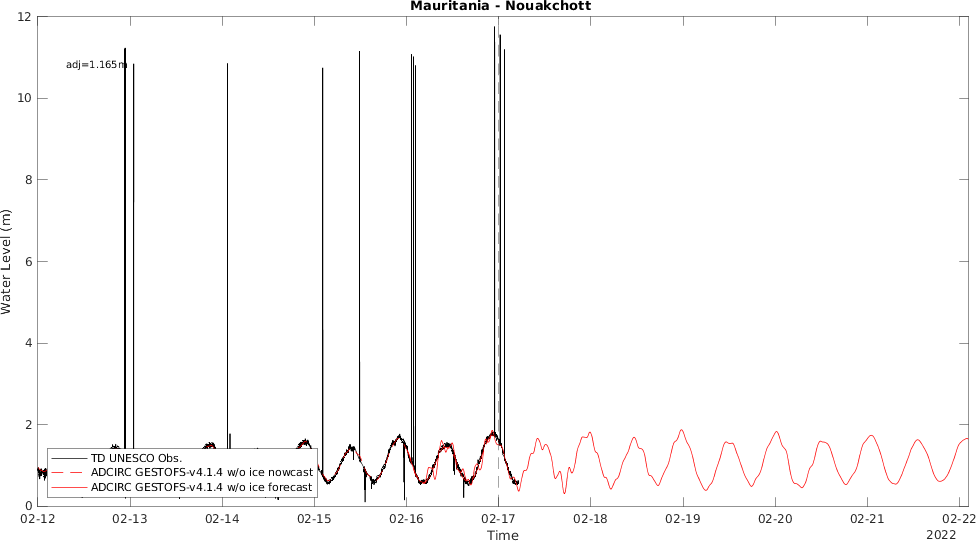 Mauritania - Nouakchott
12
adj=1.165m
10
8
6
4
2
0
Water Level (m)
TD UNESCO Obs.
ADCIRC GESTOFS-v4.1.4 w/o ice nowcast
ADCIRC GESTOFS-v4.1.4 w/o ice forecast
02-12 02-13 02-14 02-15 02-16 02-17 02-18 02-19 02-20 02-21 02-22
Time
2022